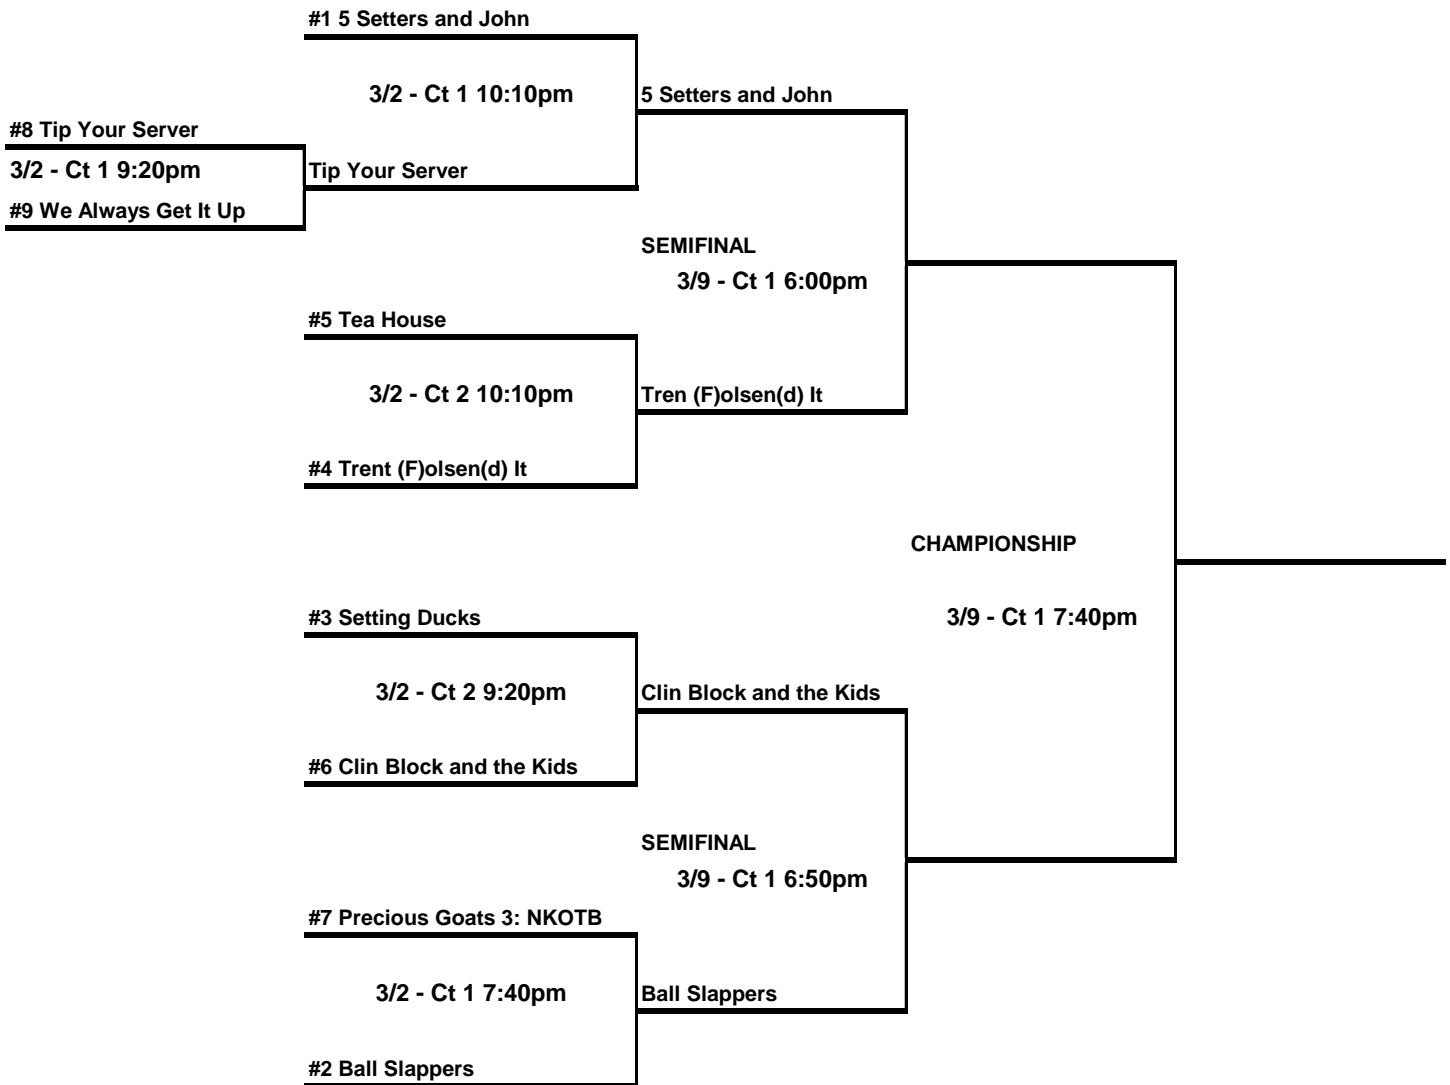 #1 5 Setters and John
3/2 - Ct 1 10:10pm
5 Setters and John
#8 Tip Your Server
3/2 - Ct 1 9:20pm
Tip Your Server
#9 We Always Get It Up
SEMIFINAL
3/9 - Ct 1 6:00pm
#5 Tea House
3/2 - Ct 2 10:10pm
Tren (F)olsen(d) It
#4 Trent (F)olsen(d) It
CHAMPIONSHIP
3/9 - Ct 1 7:40pm
#3 Setting Ducks
3/2 - Ct 2 9:20pm
Clin Block and the Kids
#6 Clin Block and the Kids
SEMIFINAL
3/9 - Ct 1 6:50pm
#7 Precious Goats 3: NKOTB
3/2 - Ct 1 7:40pm
Ball Slappers
#2 Ball Slappers